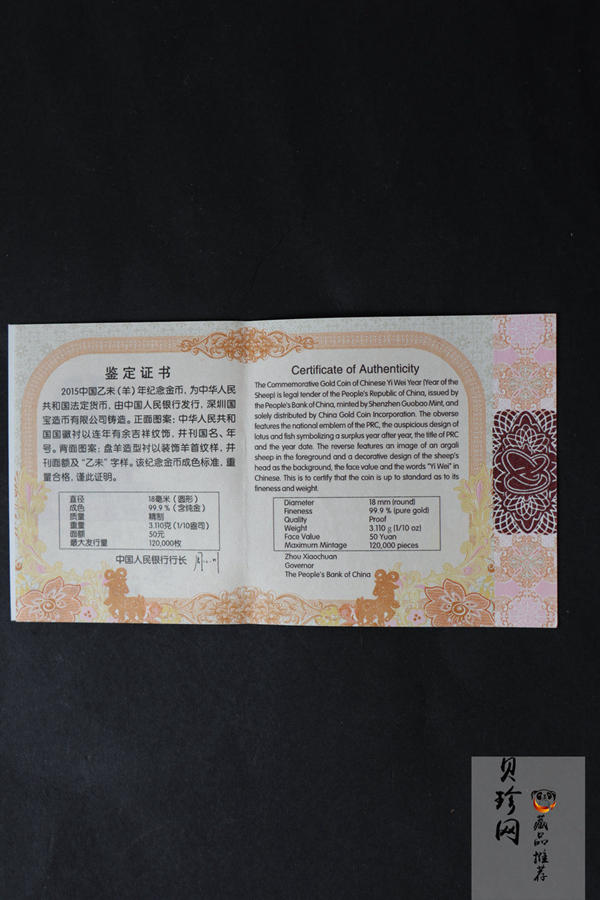 鉴定证书
2015中国乙未（羊）年纪念金币，为中华人民
共和国法定货币，由中国人民银行发行，深圳国
宝造币有限公司铸造。正面图案：中华人民共和
国国徽衬以连年有余吉祥纹饰，并刊国名、年
号。背面图案：盘羊造型衬以装饰羊首纹样，并
刊面额及“乙未”字样。该纪念金币成色标准，重
量合格，谨此证明。
直径 18毫米（圆形）
成色 99.9％（含纯金）
质量 精制
重量 3.110克（1/10盎司）
面额 50元
最大发行量 120,000枚
中国人民银行行长
Certificate of Authenticity
The Commemorative Gold Coin of Chinese Yi Wei Year (Year of the
Sheep) is legal tender of the People's Republic of China, issued by
the People's Bank of China, minted by Shenzhen Guobao Mint, and
solely distributed by China Gold Coin Incorporation. The obverse
features the national emblem of the PRC, the auspicious design of
lotus and fish symbolizing a surplus year after year, the title of PRC
and the year date. The reverse features an image of an argali
sheep in the foreground and a decorative design of the sheep's
head as the background, the face value and the words "Yi Wei" in
Chinese. This is to certify that the coin is up to standard as to its
fineness and weight.
Diameter 18 mm (round)
Fineness 99.9 % (pure gold)
Quality Proof
Weight 3.110 g (1/10 oz)
Face Value 50 Yuan
Maximum Mintage 120,000 pieces
Zhou Xiaochuan
Governor
The People's Bank of China
贝珍网
藏品推荐